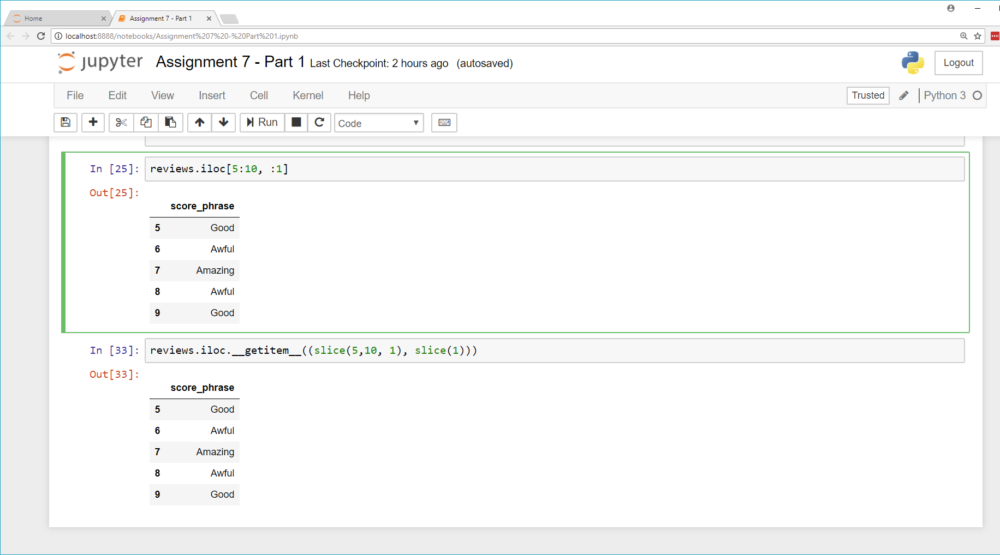 Home
Assignment 7 - Part 1
localhost:8888/notebooks/Assignment%207%20-%20Part%201.ipynb
jupyter Assignment 7 - Part 1 Last Checkpoint: 2 hours ago (autosaved)
Logout
File Edit View Insert Cell Kernel Help
Trusted
Python 3
Run
Code
In [25]: reviews.iloc[5:10, :1]
Out[25]:
score_phrase
5 Good
6 Awful
7 Amazing
8 Awful
9 Good
In [33]: reviews.iloc.__getitem__((slice(5,10, 1), slice(1)))
Out[33]:
score_phrase
5 Good
6 Awful
7 Amazing
8 Awful
9 Good